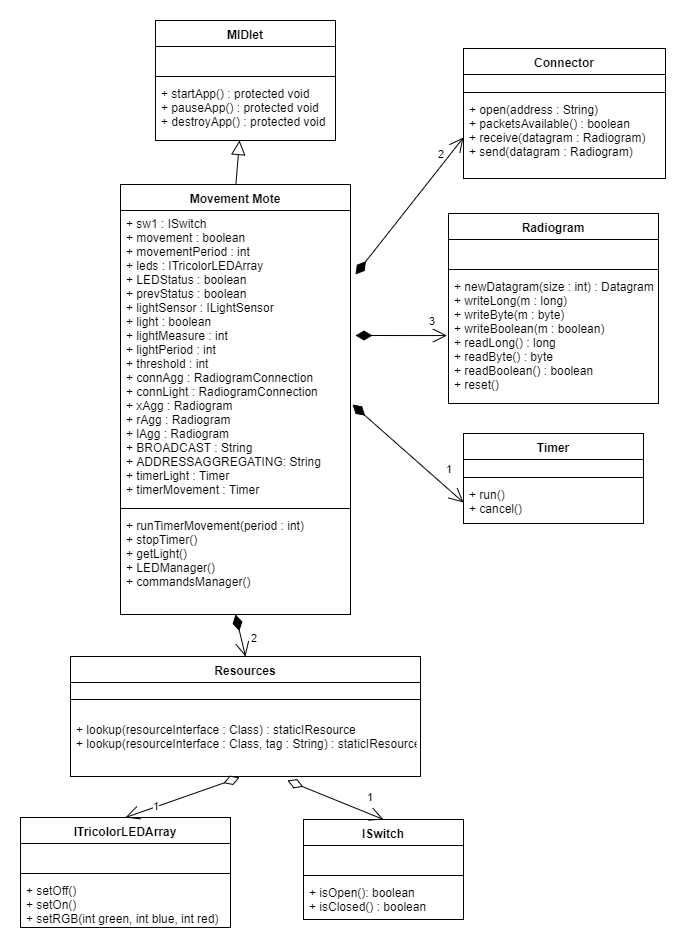 MIDlet
+ startApp() : protected void
+ pauseApp() : protected void
+ destroyApp() : protected void
Connector
+ open(address : String)
+ packetsAvailable() : boolean
+ receive(datagram : Radiogram)
+ send(datagram : Radiogram)
2
Movement Mote
+ sw1 : ISwitch
+ movement : boolean
+ movementPeriod : int
+ leds : ITricolorLEDArray
+ LEDStatus : boolean
+ prevStatus : boolean
+ lightSensor : ILightSensor
+ light : boolean
+ lightMeasure : int
+ lightPeriod : int
+ threshold : int
+ connAgg : RadiogramConnection
+ connLight : RadiogramConnection
+ xAgg : Radiogram
+ rAgg : Radiogram
+ lAgg : Radiogram
+ BROADCAST : String
+ ADDRESSAGGREGATING: String
+ timerLight : Timer
+ timerMovement : Timer
+ runTimerMovement(period : int)
+ stopTimer()
+ getLight()
+ LEDManager()
+ commandsManager()
Radiogram
+ newDatagram(size : int) : Datagram
+ writeLong(m : long)
+ writeByte(m : byte)
+ writeBoolean(m : boolean)
+ readLong() : long
+ readByte() : byte
+ readBoolean() : boolean
+ reset()
3
Timer
+ run()
+ cancel()
1
2
Resources
+ lookup(resourceInterface : Class) : staticIResource
+ lookup(resourceInterface : Class, tag : String) : staticIResource
1
1
ITricolorLEDArray
+ setOff()
+ setOn()
+ setRGB(int green, int blue, int red)
ISwitch
+ isOpen(): boolean
+ isClosed() : boolean